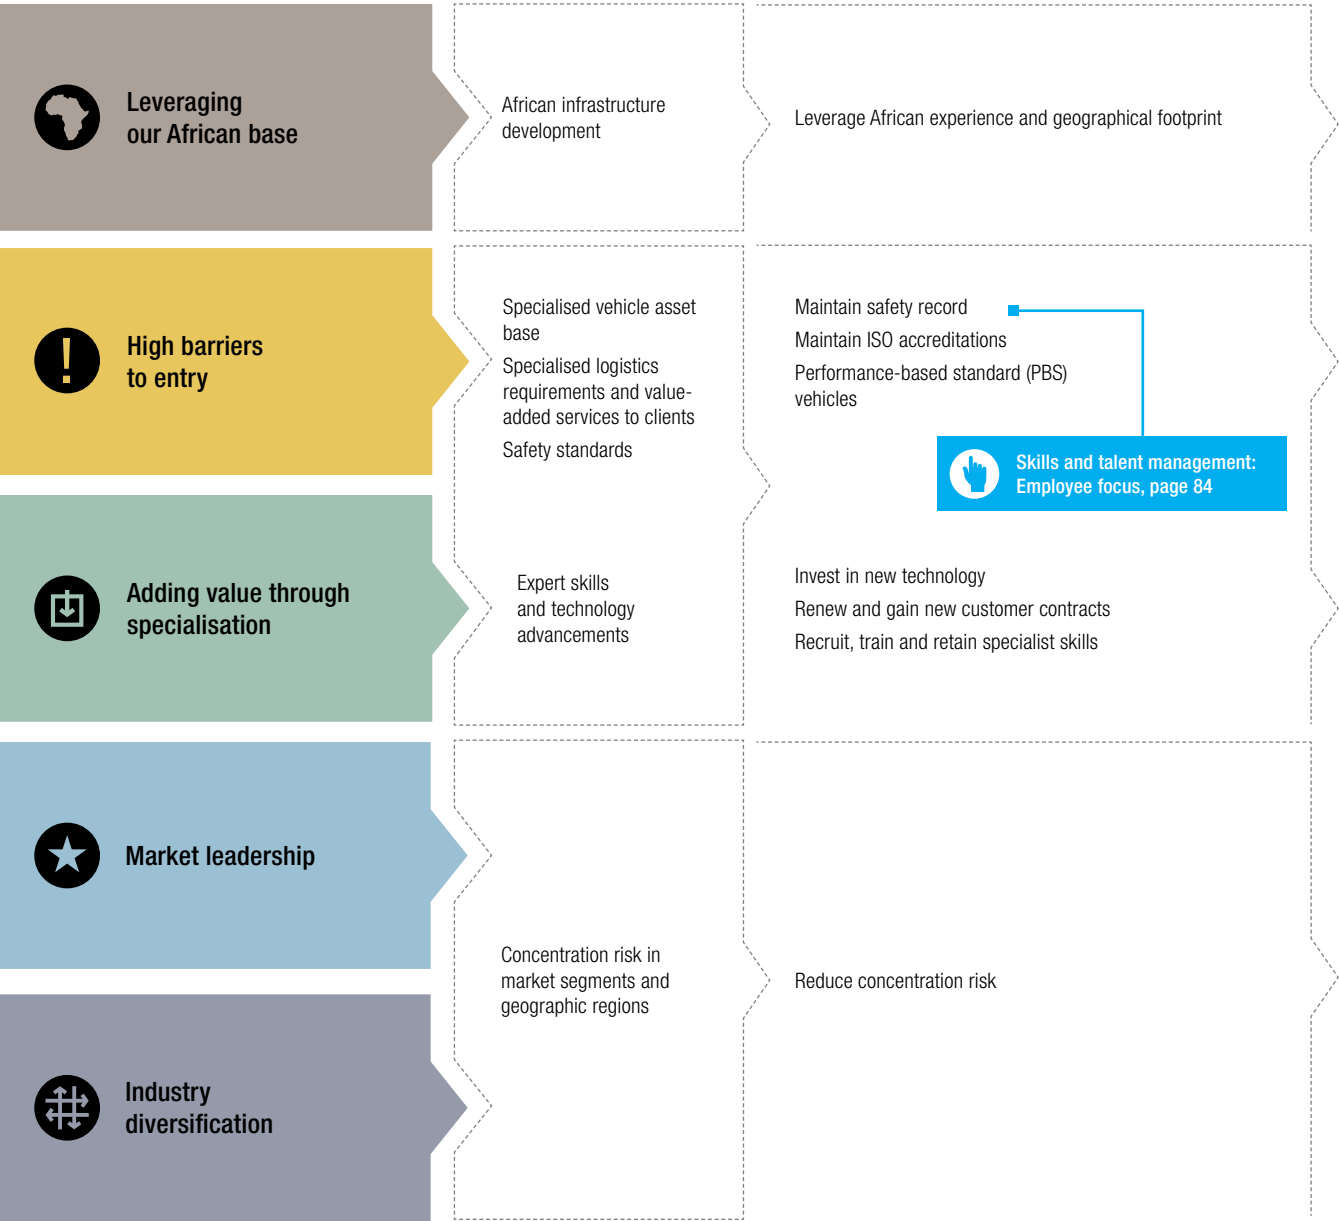 Leveraging
our African base
African infrastructure
development
Leverage African experience and geographical footprint
High barriers
to entry
Specialised vehicle asset
base
Specialised logistics
requirements and value-
added services to clients
Safety standards
Maintain safety record
Maintain ISO accreditations
Performance-based standard (PBS)
vehicles
Skills and talent management:
Employee focus, page 84
Adding value through
specialisation
Expert skills
and technology
advancements
Invest in new technology
Renew and gain new customer contracts
Recruit, train and retain specialist skills
Market leadership
Concentration risk in
market segments and
geographic regions
Reduce concentration risk
Industry
diversification